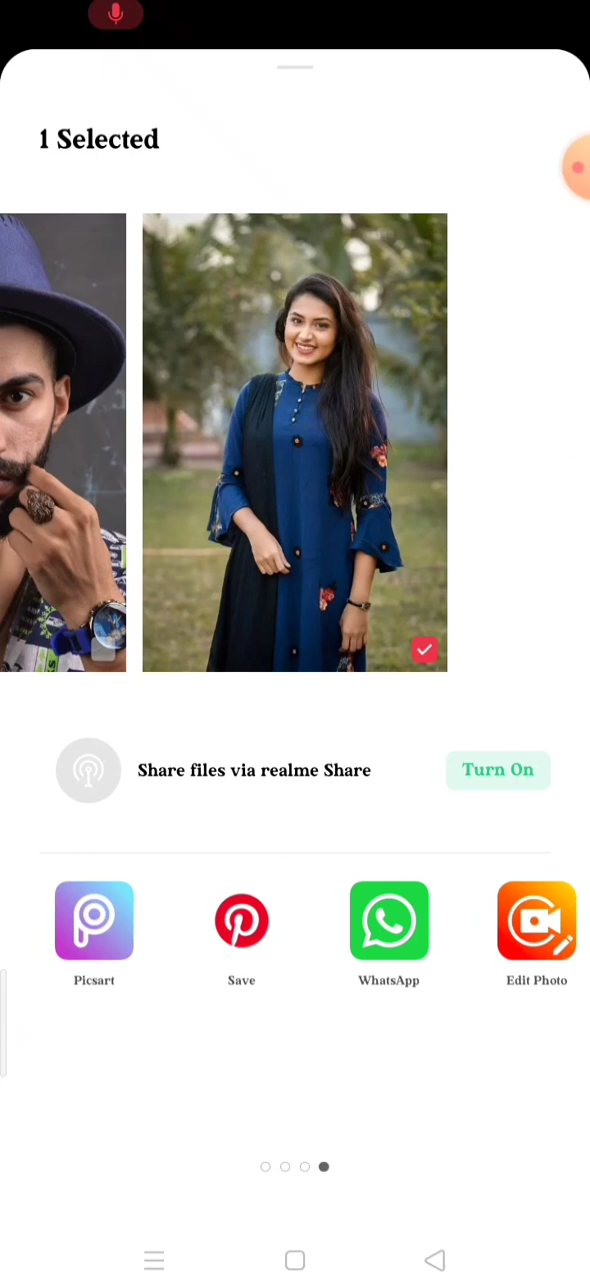 1 Selected
Share files via realme Share
Turn On
Picsart
Save
WhatsApp
Edit Photo